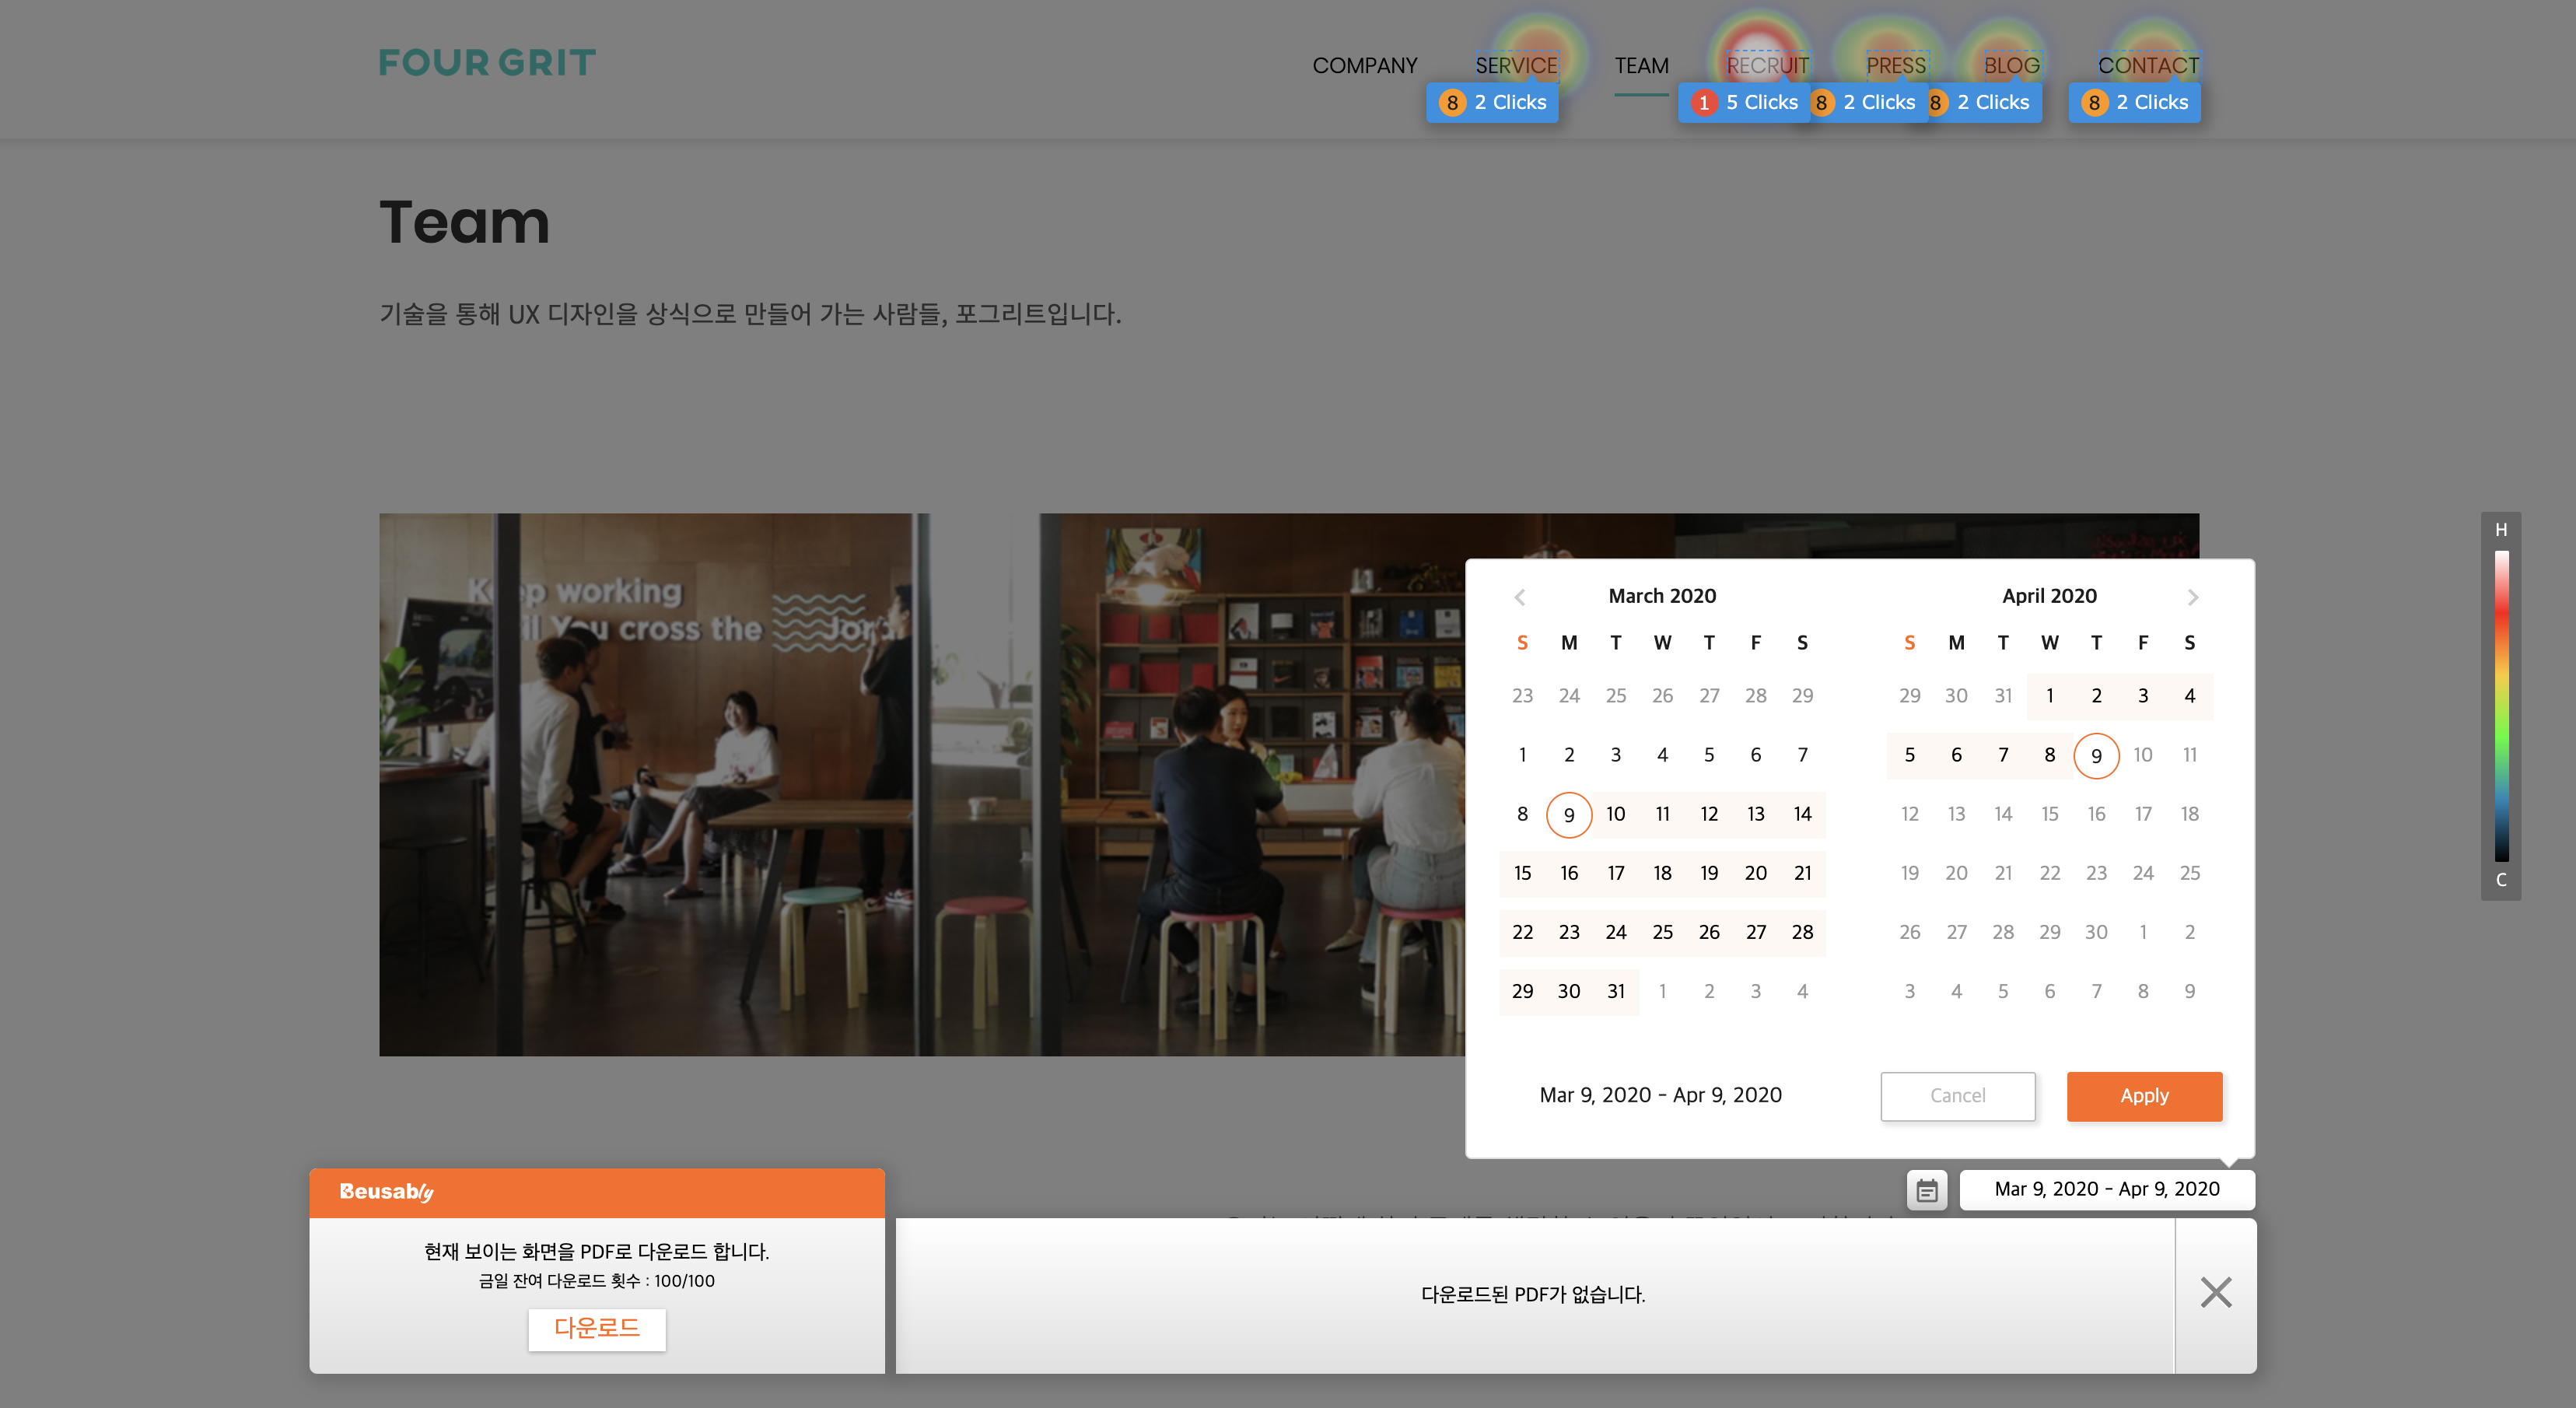 FOUR GRIT
COMPANY SERVICE TEAM RECRUIT PRESS BLOG CONTACT
8 2 Clicks 1 5 Clicks 8 2 Clicks 8 2 Clicks 8 2 Clicks
Team
기술을 통해 UX 디자인을 상식으로 만들어 가는 사람들, 포그리트입니다.
working
You cross the
H
C
March 2020
S M T W T F S
23 24 25 26 27 28 29
1 2 3 4 5 6 7
8 9 10 11 12 13 14
15 16 17 18 19 20 21
22 23 24 25 26 27 28
29 30 31 1 2 3 4
April 2020
S M T W T F S
29 30 31 1 2 3 4
5 6 7 8 9 10 11
12 13 14 15 16 17 18
19 20 21 22 23 24 25
26 27 28 29 30 1 2
3 4 5 6 7 8 9
Mar 9, 2020 - Apr 9, 2020 Cancel Apply
Mar 9, 2020 - Apr 9, 2020
Beusably
현재 보이는 화면을 PDF로 다운로드 합니다.
금일 잔여 다운로드 횟수 : 100/100
다운로드
다운로드된 PDF가 없습니다.